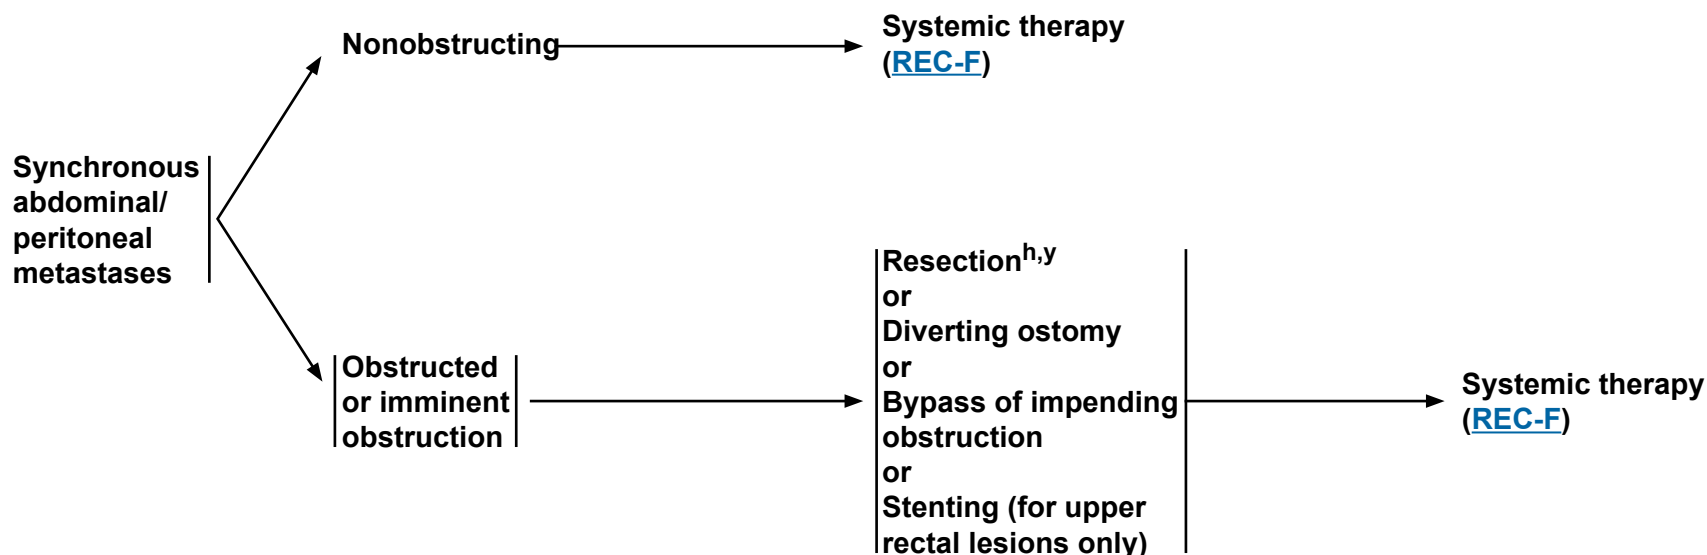 Nonobstructing
Systemic therapy
(REC-F)
Synchronous
abdominal/
peritoneal
metastases
Obstructed
or imminent
obstruction
Resectionh,y
or
Diverting ostomy
or
Bypass of impending
obstruction
or
Stenting (for upper
rectal lesions only)
Systemic therapy
(REC-F)